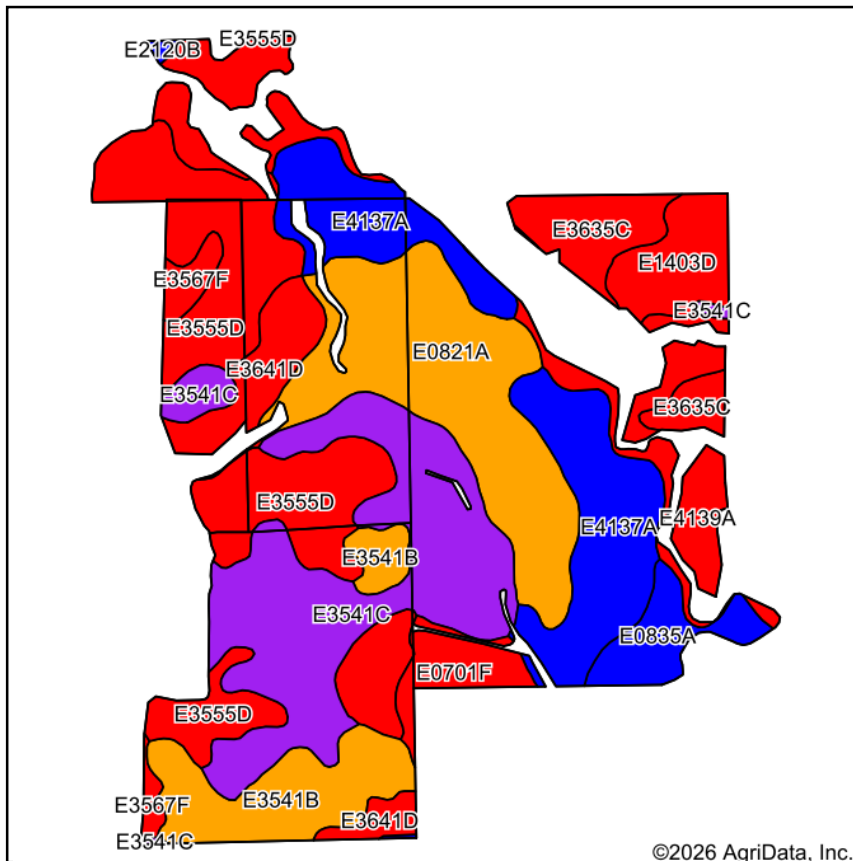 E3555D
E2120B
E4137A
E3635C
E1403D
E3567F
E3541C
E3555D
E0821A
E3641D
E3541C
E3635C
E3555D
E4139A
E4137A
E3541B
E3541C
E0835A
E0701F
E3555D
E3541B
E3567F
E3641D
E3541C
©2026 AgriData, Inc.